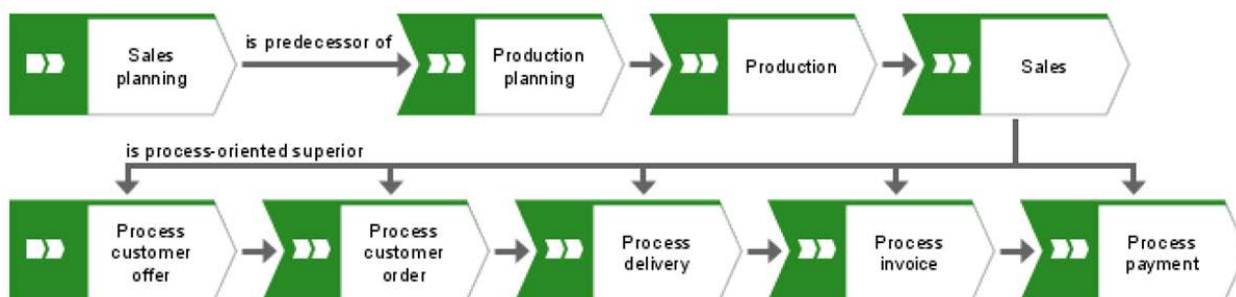 Sales
planning
is predecessor of
Production
planning
Production
Sales
is process-oriented superior
Process
customer
offer
Process
customer
order
Process
delivery
Process
invoice
Process
payment